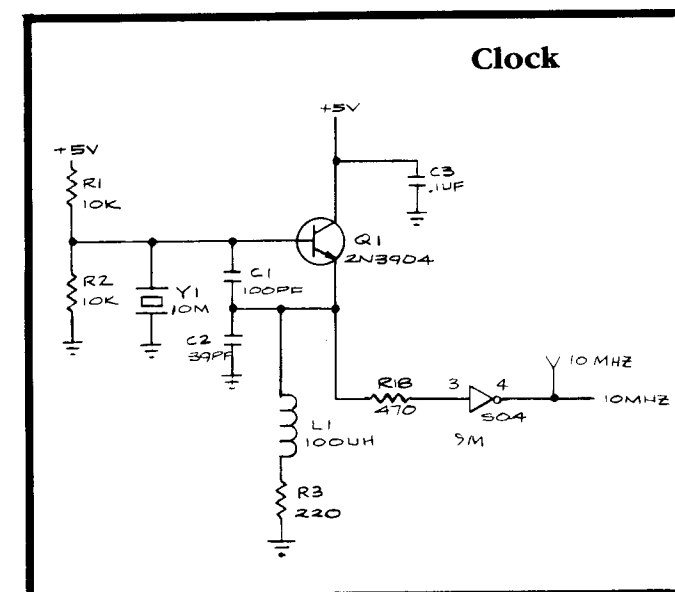 Clock
+5V
+5V
R1
10K
C3
.1UF
Q1
2N3904
R2
10K
Y1
10M
C1
100PF
C2
39PF
R18
470
3
4
S04
10 MHZ
10MHZ
L1
100UH
R3
220